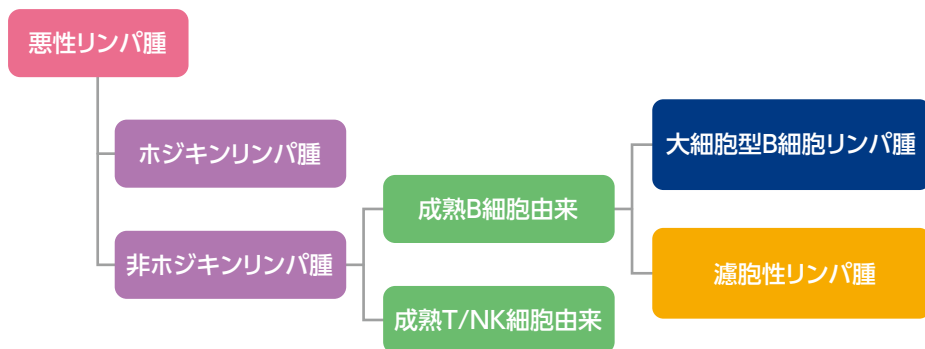 悪性リンパ腫
ホジキンリンパ腫
非ホジキンリンパ腫
成熟B細胞由来
成熟T/NK細胞由来
大細胞型B細胞リンパ腫
濾胞性リンパ腫